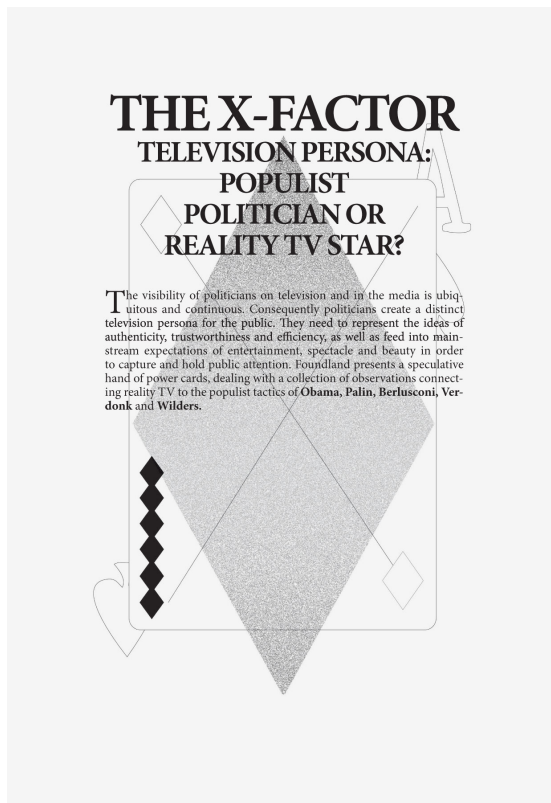 THE X-FACTOR
TELEVISION PERSONA:
POPULIST
POLITICIAN OR
REALITY TV STAR?
The visibility of politicians on television and in the media is ubiq-
uitous and continuous. Consequently politicians create a distinct
television persona for the public. They need to represent the ideas of
authenticity, trustworthiness and efficiency, as well as feed into main-
stream expectations of entertainment, spectacle and beauty in order
to capture and hold public attention. Foundland presents a speculative
hand of power cards, dealing with a collection of observations connect-
ing reality TV to the populist tactics of Obama, Palin, Berlusconi, Ver-
donk and Wilders.
A